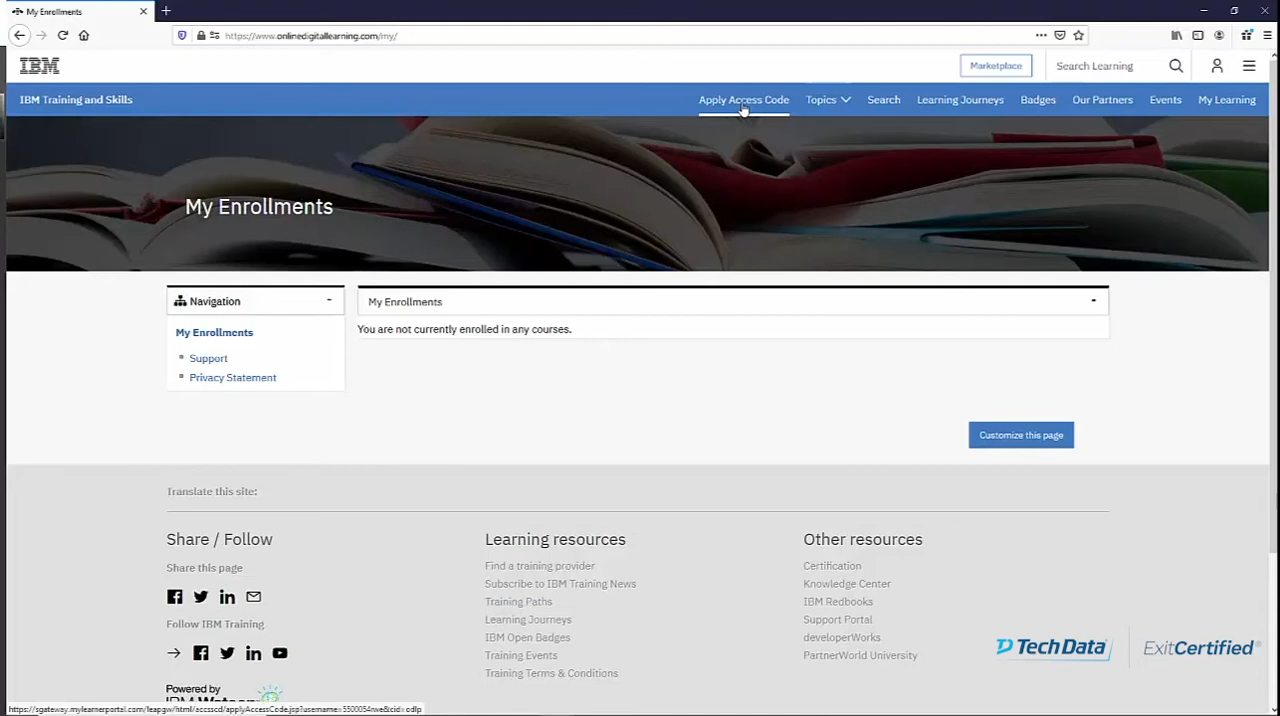 My Enrollments
https://www.onlinedigitallearning.com/my/
IBM
Marketplace
Search Learning
IBM Training and Skills
Apply Access Code
Topics
Search
Learning Journeys
Badges
Our Partners
Events
My Learning
My Enrollments
Navigation
My Enrollments
Support
Privacy Statement
My Enrollments
You are not currently enrolled in any courses.
Customize this page
Translate this site:
Share / Follow
Share this page
Follow IBM Training
Powered by
Learning resources
Find a training provider
Subscribe to IBM Training News
Training Paths
Learning Journeys
IBM Open Badges
Training Events
Training Terms & Conditions
Other resources
Certification
Knowledge Center
IBM Redbooks
Support Portal
developerWorks
PartnerWorld University
Tech Data
ExitCertified®